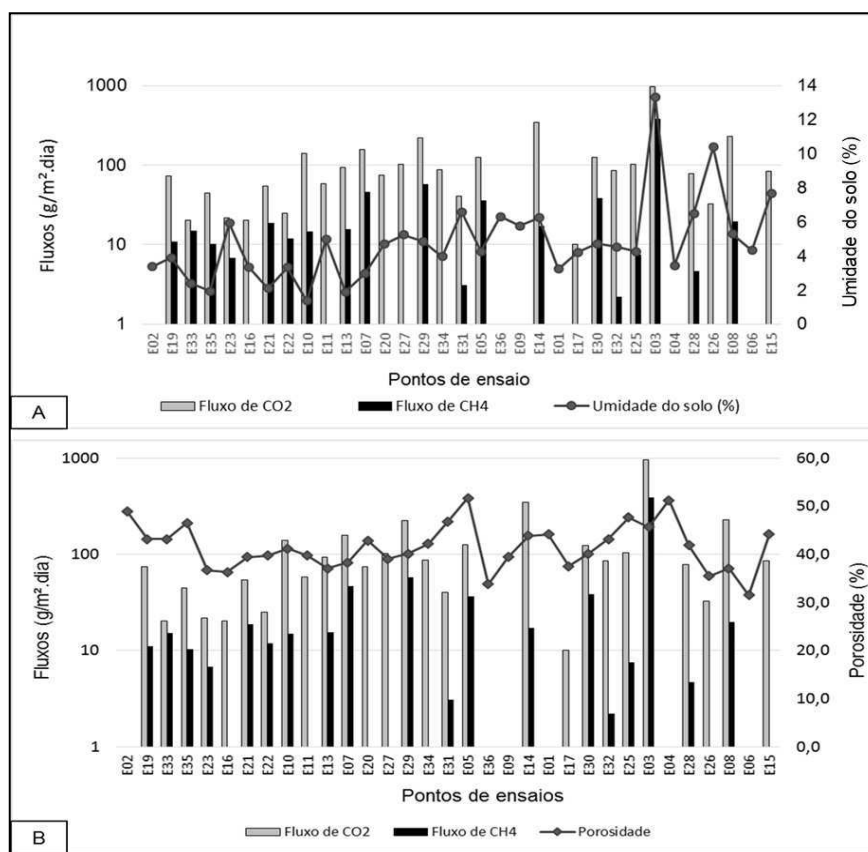 Fluxos (g/m².dia)
1000
100
10
1
Umidade do solo (%)
14
12
10
8
6
4
2
0
E02 E19 E33 E35 E23 E16 E21 E22 E10 E11 E13 E07 E20 E27 E29 E34 E31 E05 E36 E09 E14 E01 E17 E30 E32 E25 E03 E04 E28 E26 E08 E06 E15
Pontos de ensaio
Fluxo de CO2 Fluxo de CH4 Umidade do solo (%)
A
Fluxos (g/m².dia)
1000
100
10
1
Porosidade (%)
60,0
50,0
40,0
30,0
20,0
10,0
0,0
E02 E19 E33 E35 E23 E16 E21 E22 E10 E11 E13 E07 E20 E27 E29 E34 E31 E05 E36 E09 E14 E01 E17 E30 E32 E25 E03 E04 E28 E26 E08 E06 E15
Pontos de ensaios
Fluxo de CO2 Fluxo de CH4 Porosidade
B